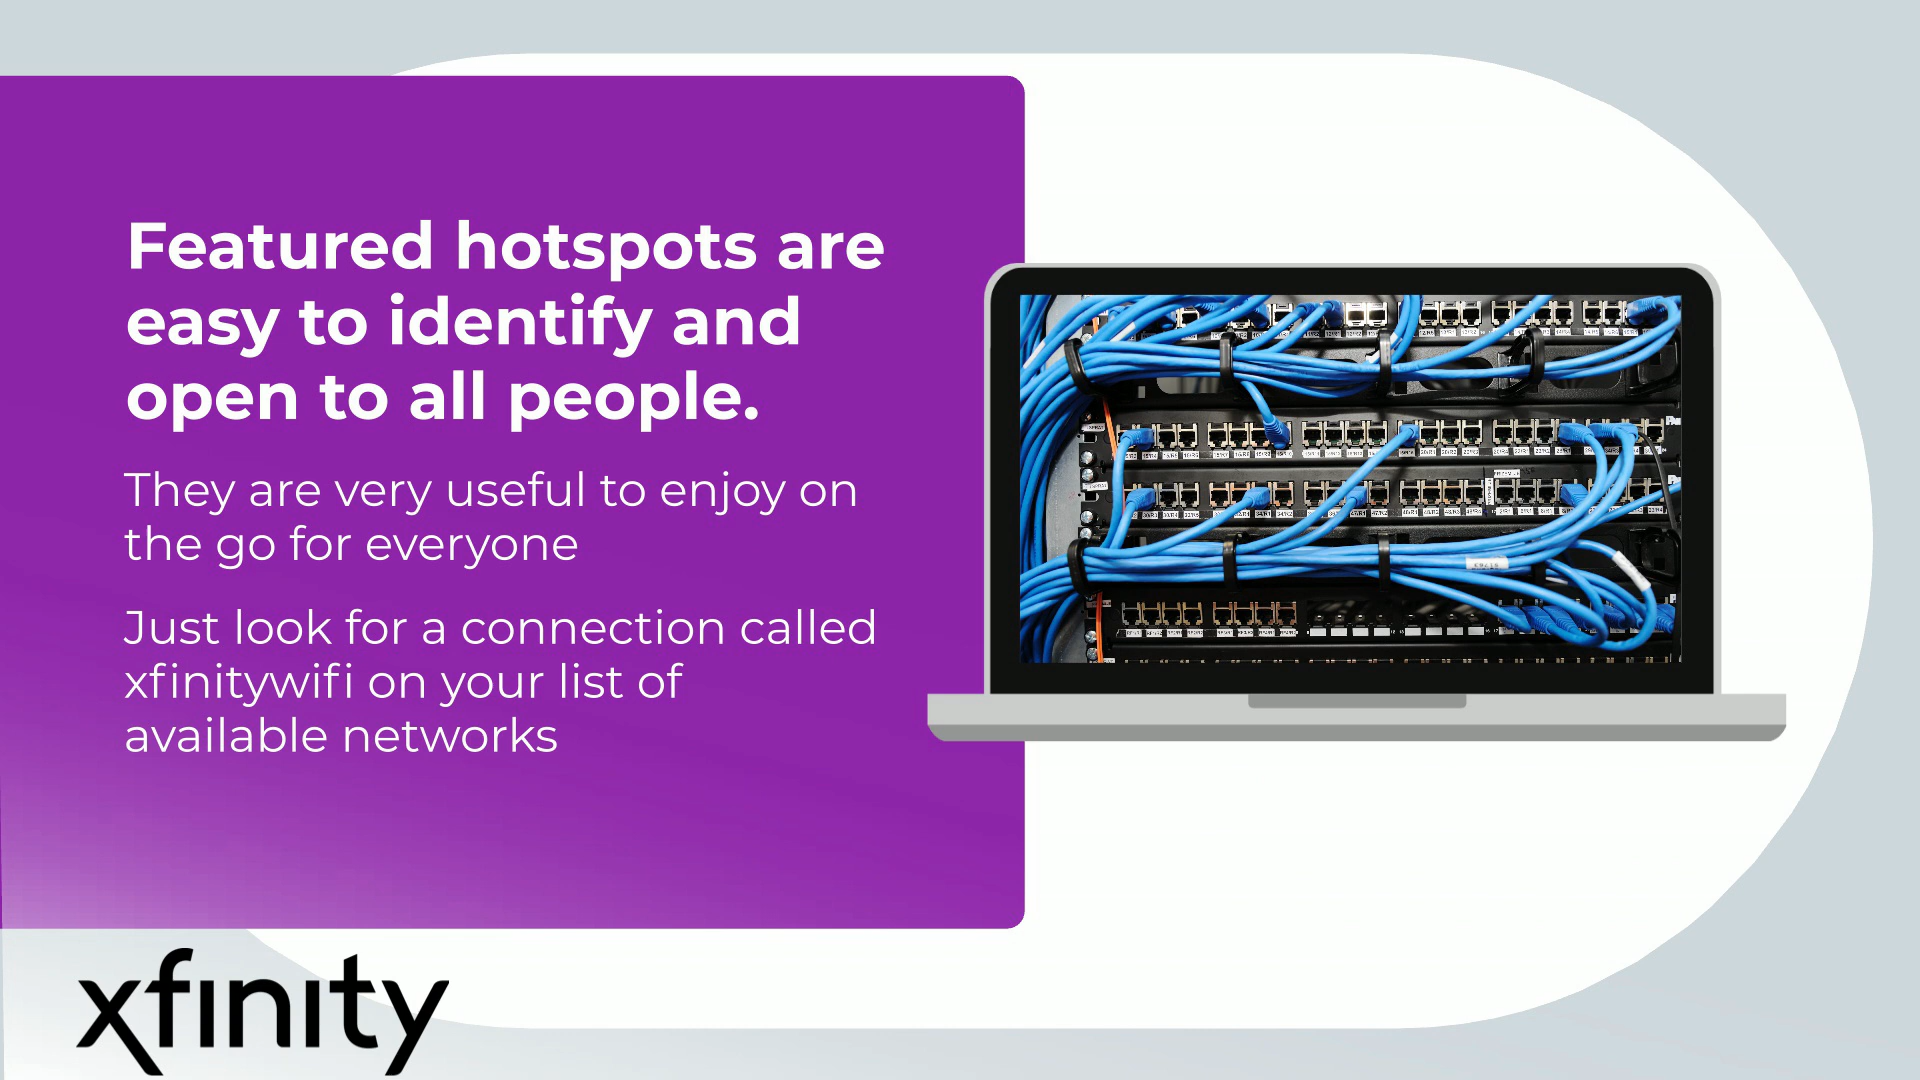 Featured hotspots are
easy to identify and
open to all people.
They are very useful to enjoy on
the go for everyone
Just look for a connection called
xfinitywifi on your list of
available networks
xfinity